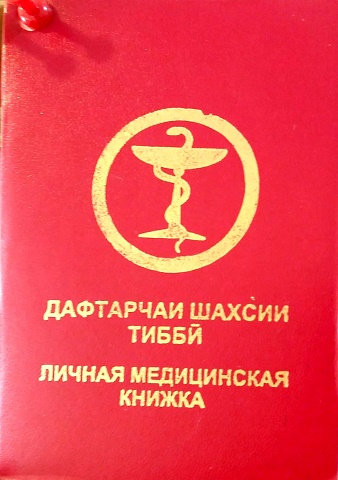 ДАФТАРЧАИ ШАХСИИ
ТИББӢ
ЛИЧНАЯ МЕДИЦИНСКАЯ
КНИЖКА